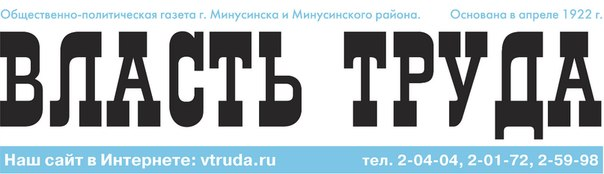 Общественно-политическая газета г. Минусинска и Минусинского района. Основана в апреле 1922 г.
ВЛАСТЬ ТРУДА
Наш сайт в Интернете: vtruda.ru тел. 2-04-04, 2-01-72, 2-59-98